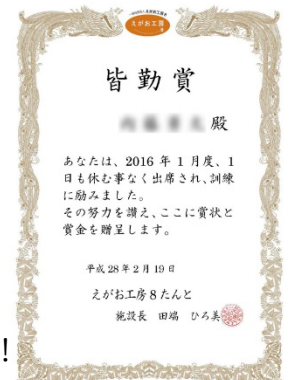 えがお工房
皆勤賞
殿
あなたは、2016 年 1 月度、1
日も休む事なく出席され、訓練
に励みました。
その努力を讃え、ここに賞状と
賞金を贈呈します。
平成 28 年 2 月 19 日
えがお工房 8 たんと
施設長 田端 ひろ美
!